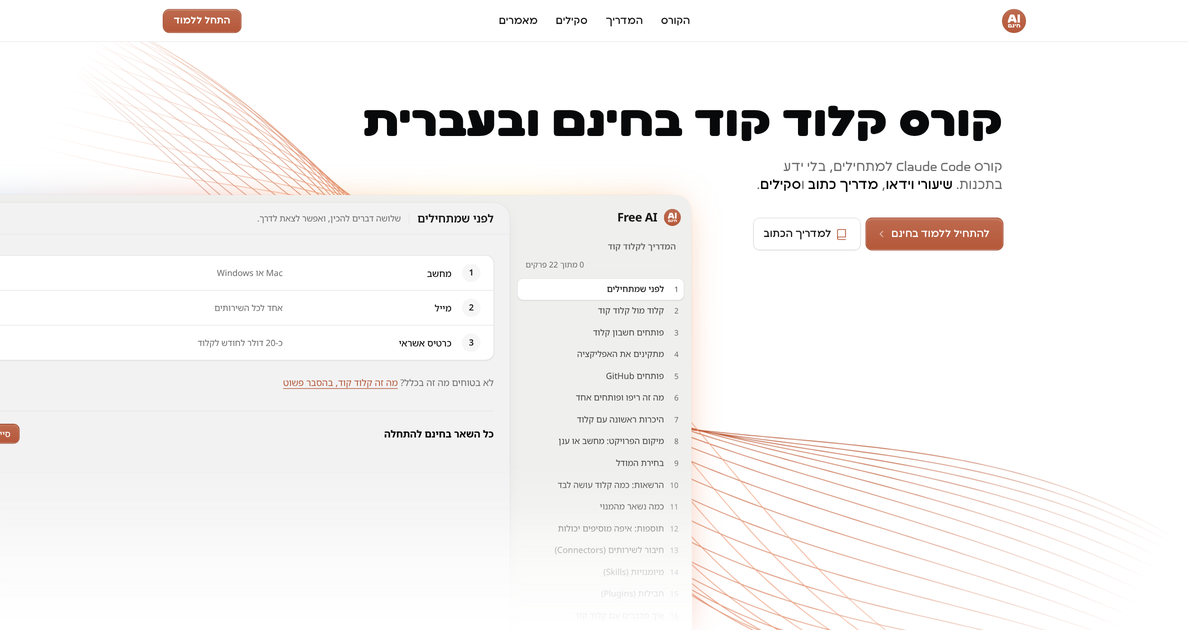 AI
חינם
הקורס
המדריך
סקילים
מאמרים
התחל ללמוד
קורס קלוד קוד בחינם ובעברית
קורס Claude Code למתחילים, בלי ידע
בתכנות. שיעורי וידאו, מדריך כתוב וסקילים.
להתחיל ללמוד בחינם
למדריך הכתוב
AI
חינם
Free AI
המדריך לקלוד קוד
0 מתוך 22 פרקים
1 לפני שמתחילים
2 קלוד מול קלוד קוד
3 פותחים חשבון קלוד
4 מתקינים את האפליקציה
5 פותחים GitHub
6 מה זה ריפו ופותחים אחד
7 היכרות ראשונה עם קלוד
8 מיקום הפרויקט: מחשב או ענן
9 בחירת המודל
10 הרשאות: כמה קלוד עושה לבד
11 כמה נשאר מהמנוי
12 תוספות: איפה מוסיפים יכולות
13 חיבור לשירותים (Connectors)
14 מיומנויות (Skills)
15 חבילות (Plugins)
לפני שמתחילים
שלושה דברים להכין, ואפשר לצאת לדרך.
1 מחשב Mac או Windows
2 מייל אחד לכל השירותים
3 כרטיס אשראי כ-20 דולר לחודש לקלוד
לא בטוחים מה זה בכלל? מה זה קלוד קוד, בהסבר פשוט
כל השאר בחינם להתחלה